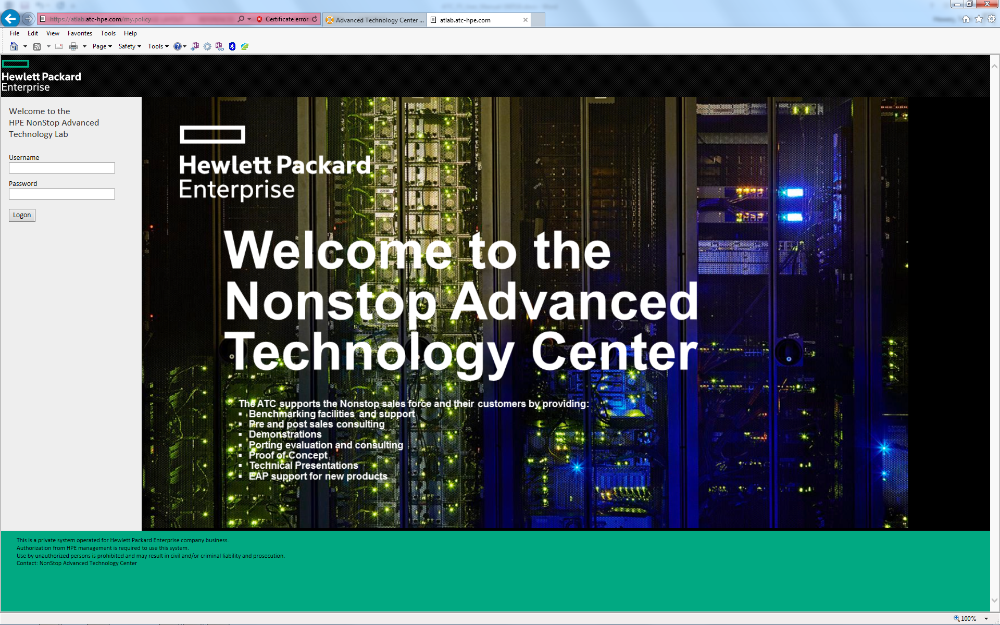 https://atlab.atc-hpe.com/my.policy
Certificate error
Advanced Technology Center ...
atlab.atc-hpe.com
File Edit View Favorites Tools Help
Page Safety Tools
Hewlett Packard
Enterprise
Welcome to the
HPE NonStop Advanced
Technology Lab
Username
Password
Logon
Hewlett Packard
Enterprise
Welcome to the
Nonstop Advanced
Technology Center
The ATC supports the Nonstop sales force and their customers by providing:
▪ Benchmarking facilities and support
▪ Pre and post sales consulting
▪ Demonstrations
▪ Porting evaluation and consulting
▪ Proof of Concept
▪ Technical Presentations
▪ EAP support for new products
This is a private system operated for Hewlett Packard Enterprise company business.
Authorization from HPE management is required to use this system.
Use by unauthorized persons is prohibited and may result in civil and/or criminal liability and prosecution.
Contact: NonStop Advanced Technology Center
100%